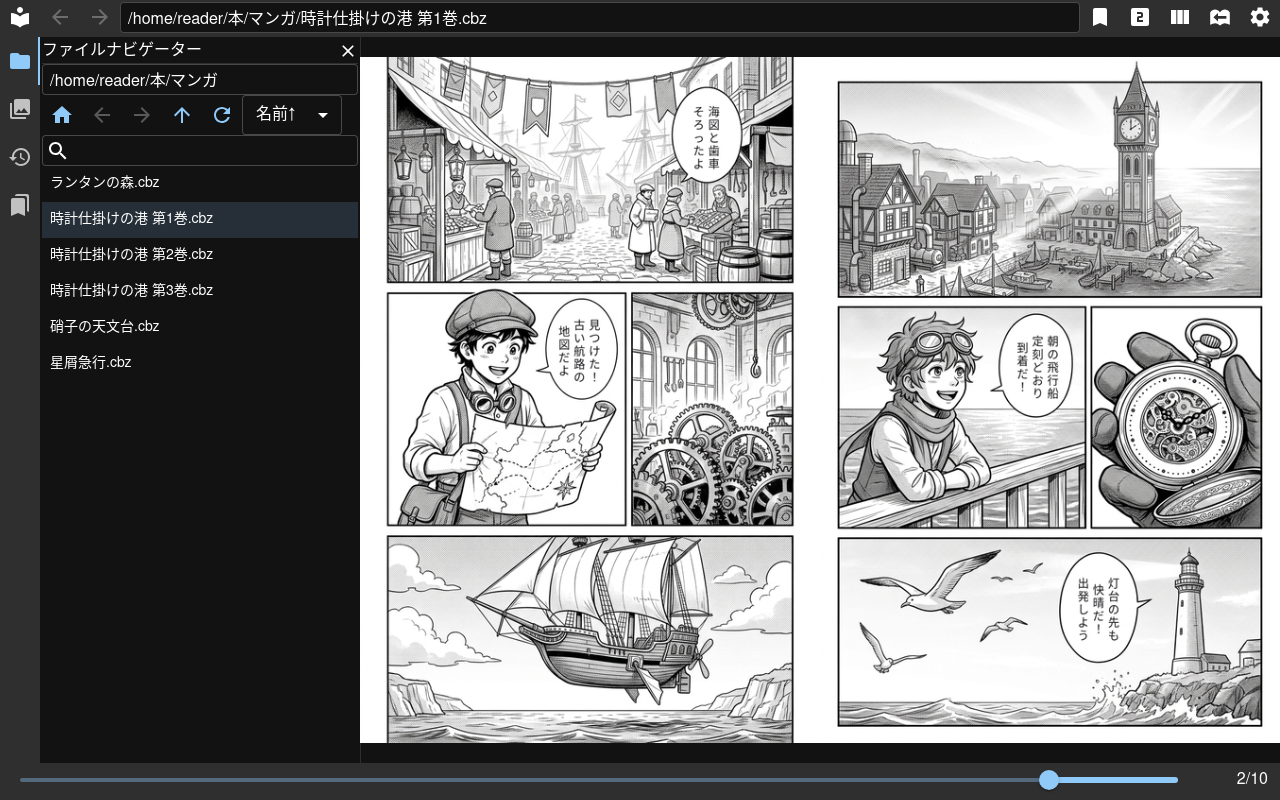 /home/reader/本/マンガ/時計仕掛けの港 第1巻.cbz
2
ファイルナビゲーター
/home/reader/本/マンガ
名前↑
ランタンの森.cbz
時計仕掛けの港 第1巻.cbz
時計仕掛けの港 第2巻.cbz
時計仕掛けの港 第3巻.cbz
硝子の天文台.cbz
星屑急行.cbz
朝の飛行船
定刻どおり
到着だ!
灯台の先も
快晴だ!
出発しよう
海図と歯車
そろったよ
見つけた!
古い航路の
地図だよ
2/10